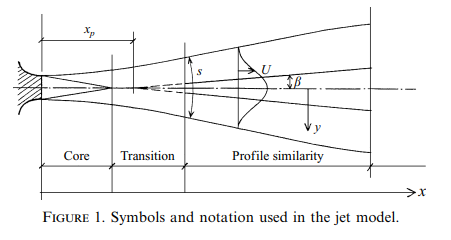 x_p
s
U
β
y
Core Transition Profile similarity
x
FIGURE 1. Symbols and notation used in the jet model.